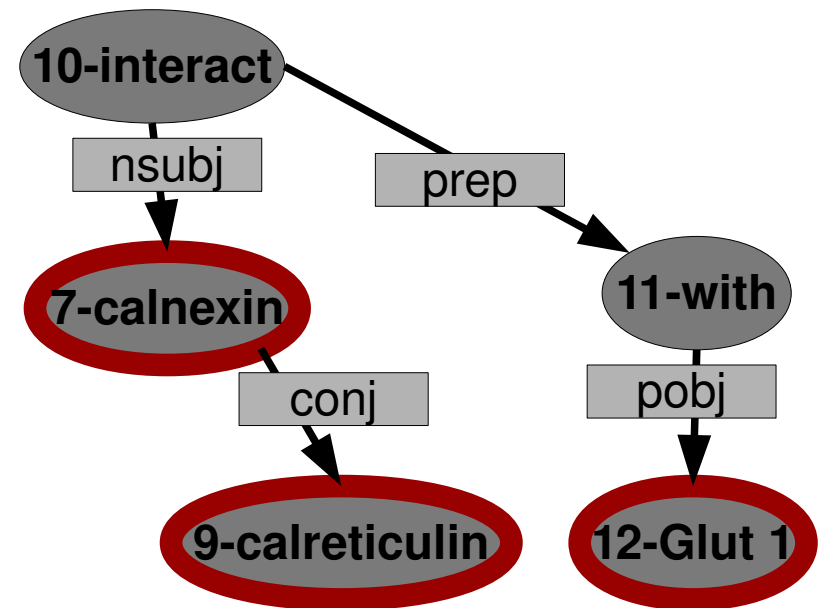 10-interact
nsubj
prep
7-calnexin
11-with
conj
pobj
9-calreticulin
12-Glut 1